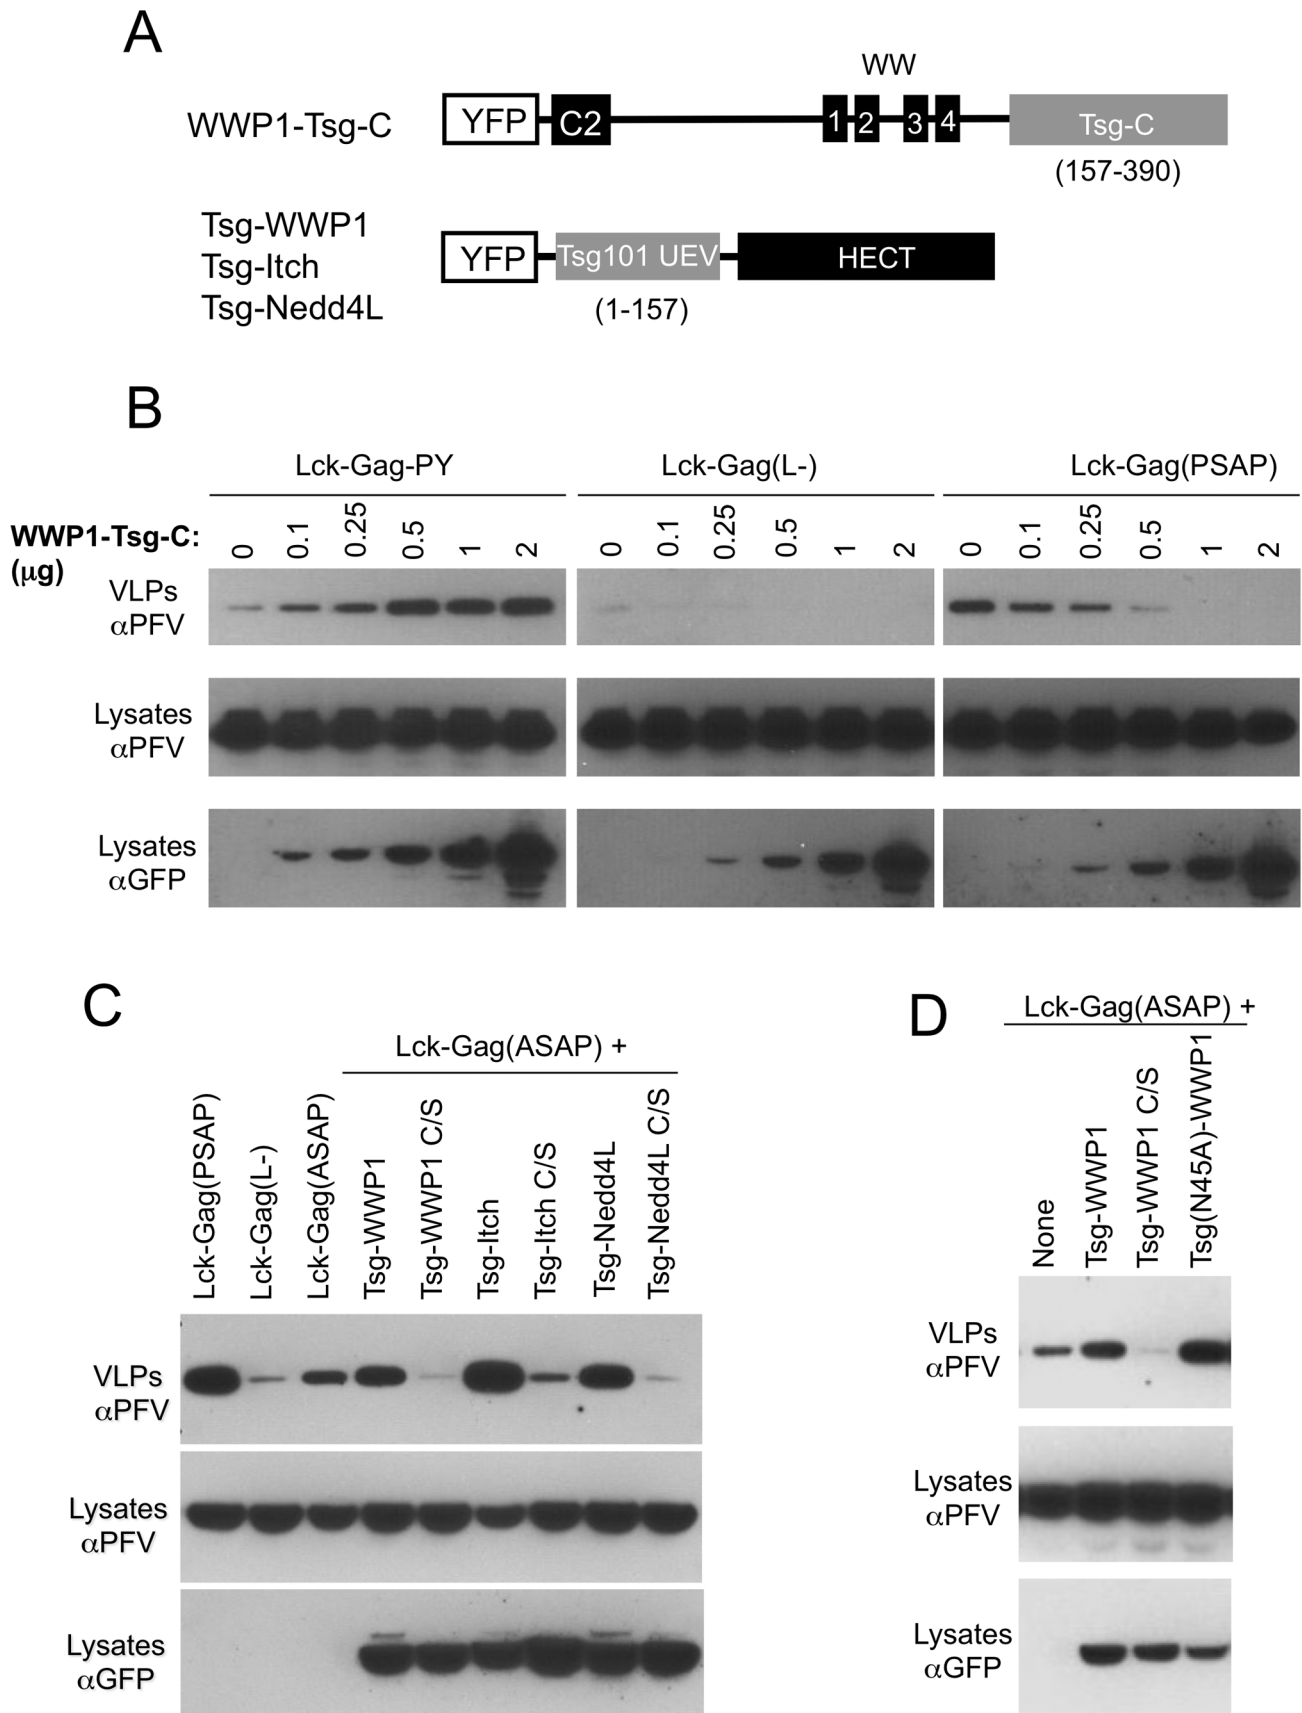 A
WW
WWP1-Tsg-C
YFP C2 1 2 3 4 Tsg-C
(157-390)
Tsg-WWP1
Tsg-Itch
Tsg-Nedd4L
YFP Tsg101 UEV HECT
(1-157)
B
Lck-Gag-PY Lck-Gag(L-) Lck-Gag(PSAP)
WWP1-Tsg-C:
(μg)
0 0.1 0.25 0.5 1 2 0 0.1 0.25 0.5 1 2 0 0.1 0.25 0.5 1 2
VLPs
αPFV
Lysates
αPFV
Lysates
αGFP
C
Lck-Gag(ASAP) +
Lck-Gag(PSAP)
Lck-Gag(L-)
Lck-Gag(ASAP)
Tsg-WWP1
Tsg-WWP1 C/S
Tsg-Itch
Tsg-Itch C/S
Tsg-Nedd4L
Tsg-Nedd4L C/S
VLPs
αPFV
Lysates
αPFV
Lysates
αGFP
D
Lck-Gag(ASAP) +
None
Tsg-WWP1
Tsg-WWP1 C/S
Tsg(N45A)-WWP1
VLPs
αPFV
Lysates
αPFV
Lysates
αGFP